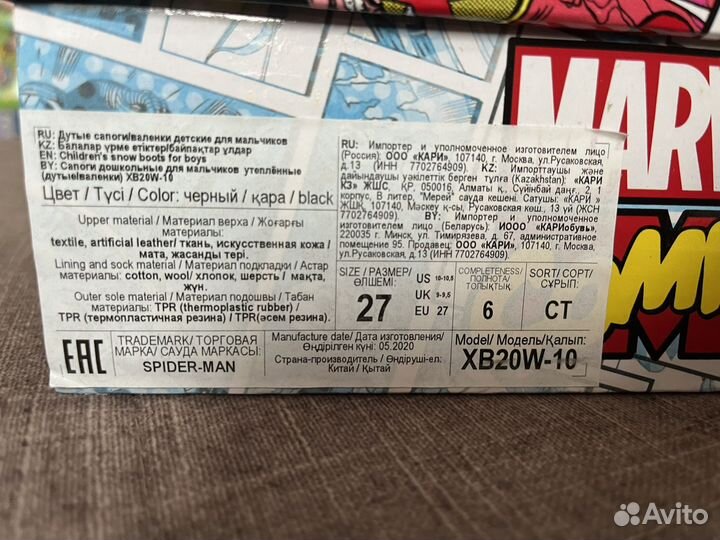 MARV
RU: Дутые сапоги/валенки детские для мальчиков
KZ: Балалар үрме етіктер/байпақтар ұлдар
EN: Children's snow boots for boys
BY: Сапоги дошкольные для мальчиков утеплённые
(дутые/валенки) XB20W-10
Цвет / Түсі / Color: черный / қара / black
Upper material / Материал верха / Жоғарғы
материалы:
textile, artificial leather/ ткань, искусственная кожа /
мата, жасанды тері.
Lining and sock material / Материал подкладки / Астар
материалы: cotton, wool/ хлопок, шерсть / мақта,
жүн.
Outer sole material / Материал подошвы / Табан
материалы: TPR (thermoplastic rubber) /
TPR (термопластичная резина) / TPR(әсем резин).
RU: Импортер и уполномоченное изготовителем лицо
(Россия): ООО «КАРИ», 107140, г. Москва, ул.Русаковская,
д.13 (ИНН 7702764909). KZ: Импорттаушы және
дайындаушы уәкілеттік берген тұлға (Kazakhstan): «КАРИ
КЗ» ЖШС, ҚР, 050016, Алматы қ., Суйінбай даң., 2, 1
корпус, В литер, "Мерей" сауда кешені. Сатушы: «КАРИ»
ЖШҚ, 107140, Мәскеу қ-сы, Русаковская көш., 13 үй (ЖСН
7702764909). BY: Импортер и уполномоченное
изготовителем лицо (Беларусь): ИООО «КАРИобувь»,
220035 г. Минск, ул. Тимирязева, д. 67, административное
помещение 95. Продавец: ООО «КАРИ», 107140, г. Москва,
ул.Русаковская, д.13 (ИНН 7702764909)
SIZE / РАЗМЕР/
ӨЛШЕМІ:
27
US 10-10,5
UK 9-9,5
EU 27
COMPLETENESS/
ПОЛНОТА/
ТОЛЫҚТЫҚ:
6
SORT/ СОРТ/
СҰРЫП:
CT
EAC
TRADEMARK/ ТОРГОВАЯ
МАРКА/ САУДА МАРКАСЫ:
SPIDER-MAN
Manufacture date/ Дата изготовления/
Өңдірілген күні: 05.2020
Страна-производитель / Өндіруші-ел:
Китай / Қытай
Model/ Модель/Қалып:
XB20W-10
Avito